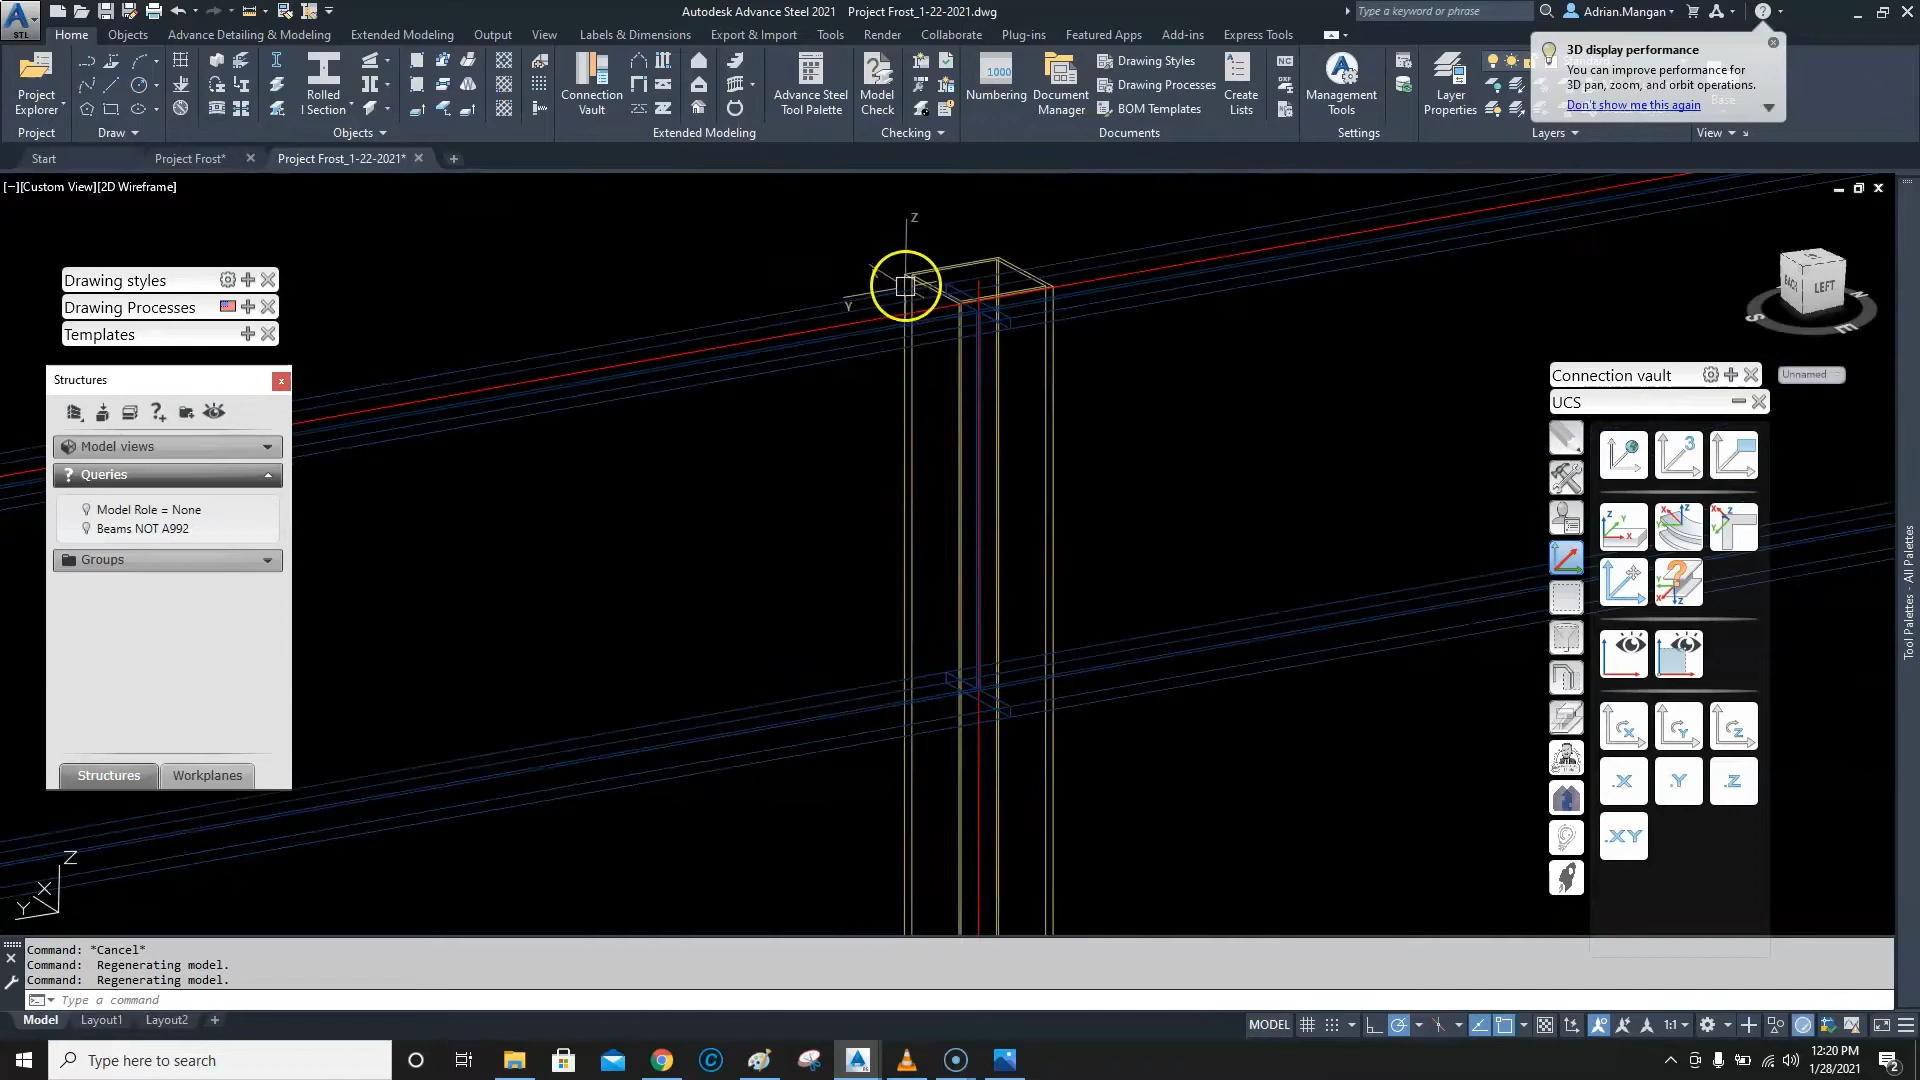 Autodesk Advance Steel 2021 Project Frost_1-22-2021.dwg
Type a keyword or phrase
Adrian.Mangan
STL
Home Objects Advance Detailing & Modeling Extended Modeling Output View Labels & Dimensions Export & Import Tools Render Collaborate Plug-ins Featured Apps Add-ins Express Tools
Project
Explorer
Rolled
I Section
Connection
Vault
Advance Steel
Tool Palette
Model
Check
1000
Numbering
Document
Manager
Drawing Styles
Drawing Processes
BOM Templates
Create
Lists
NC
DXF
Management
Tools
Layer
Properties
Project Draw Objects Extended Modeling Checking Documents Settings Layers View
3D display performance
You can improve performance for
3D pan, zoom, and orbit operations.
Don't show me this again
Start Project Frost* Project Frost_1-22-2021*
[−][Custom View][2D Wireframe]
Z
Y
BACK
LEFT
S
E
N
Drawing styles
Drawing Processes
Templates
Structures
Model views
Queries
Model Role = None
Beams NOT A992
Groups
Structures Workplanes
Connection vault
Unnamed
UCS
3
.X .Y .Z
.XY
Tool Palettes - All Palettes
Z
X
Y
Command: *Cancel*
Command: Regenerating model.
Command: Regenerating model.
Type a command
Model Layout1 Layout2
MODEL
1:1
Type here to search
12:20 PM
1/28/2021
2